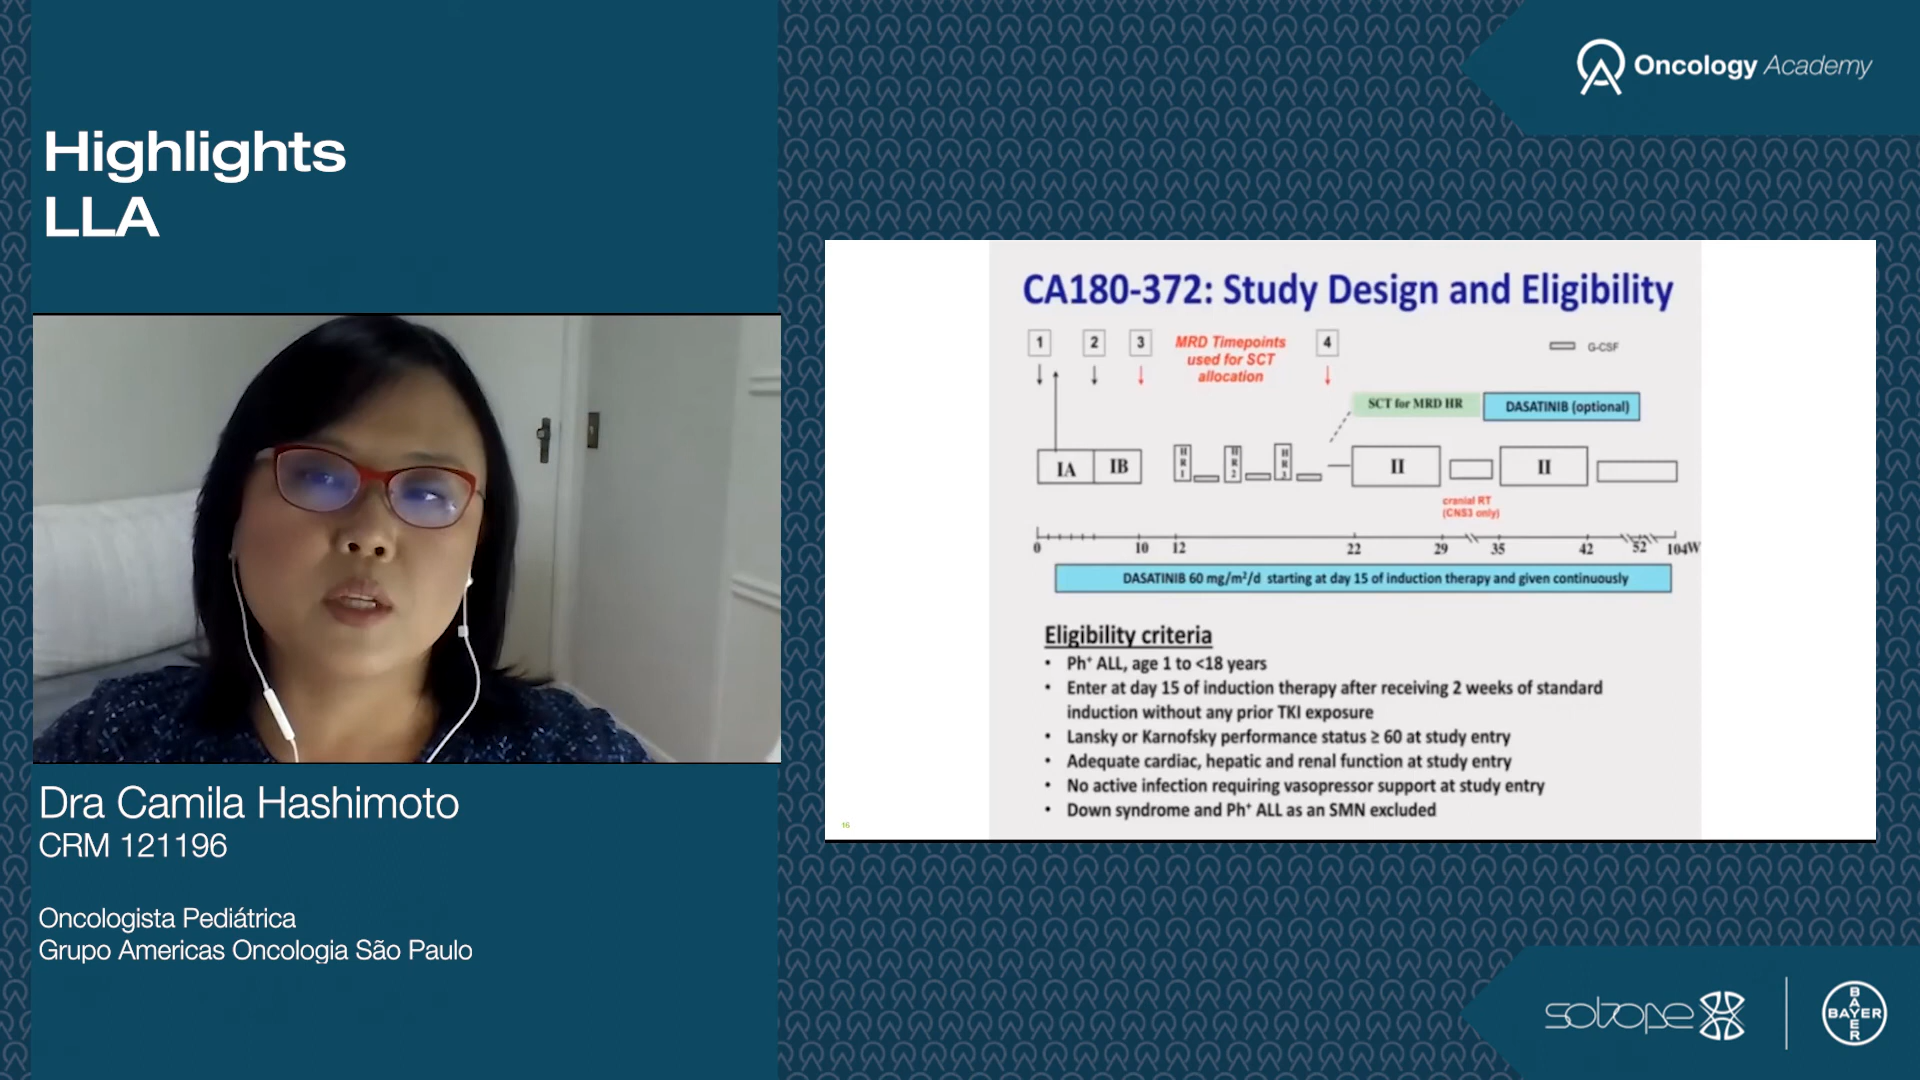 Highlights
LLA
Dra Camila Hashimoto
CRM 121196
Oncologista Pediátrica
Grupo Americas Oncologia São Paulo
Oncology Academy
CA180-372: Study Design and Eligibility
1 2 3 4
MRD Timepoints
used for SCT
allocation
G-CSF
SCT for MRD HR
DASATINIB (optional)
IA IB HR1 HR2 HR3 II II
cranial RT
(CNS3 only)
0 10 12 22 29 35 42 52 104W
DASATINIB 60 mg/m²/d starting at day 15 of induction therapy and given continuously
Eligibility criteria
• Ph⁺ ALL, age 1 to <18 years
• Enter at day 15 of induction therapy after receiving 2 weeks of standard
induction without any prior TKI exposure
• Lansky or Karnofsky performance status ≥ 60 at study entry
• Adequate cardiac, hepatic and renal function at study entry
• No active infection requiring vasopressor support at study entry
• Down syndrome and Ph⁺ ALL as an SMN excluded
16
sobope
BAYER
BAYER